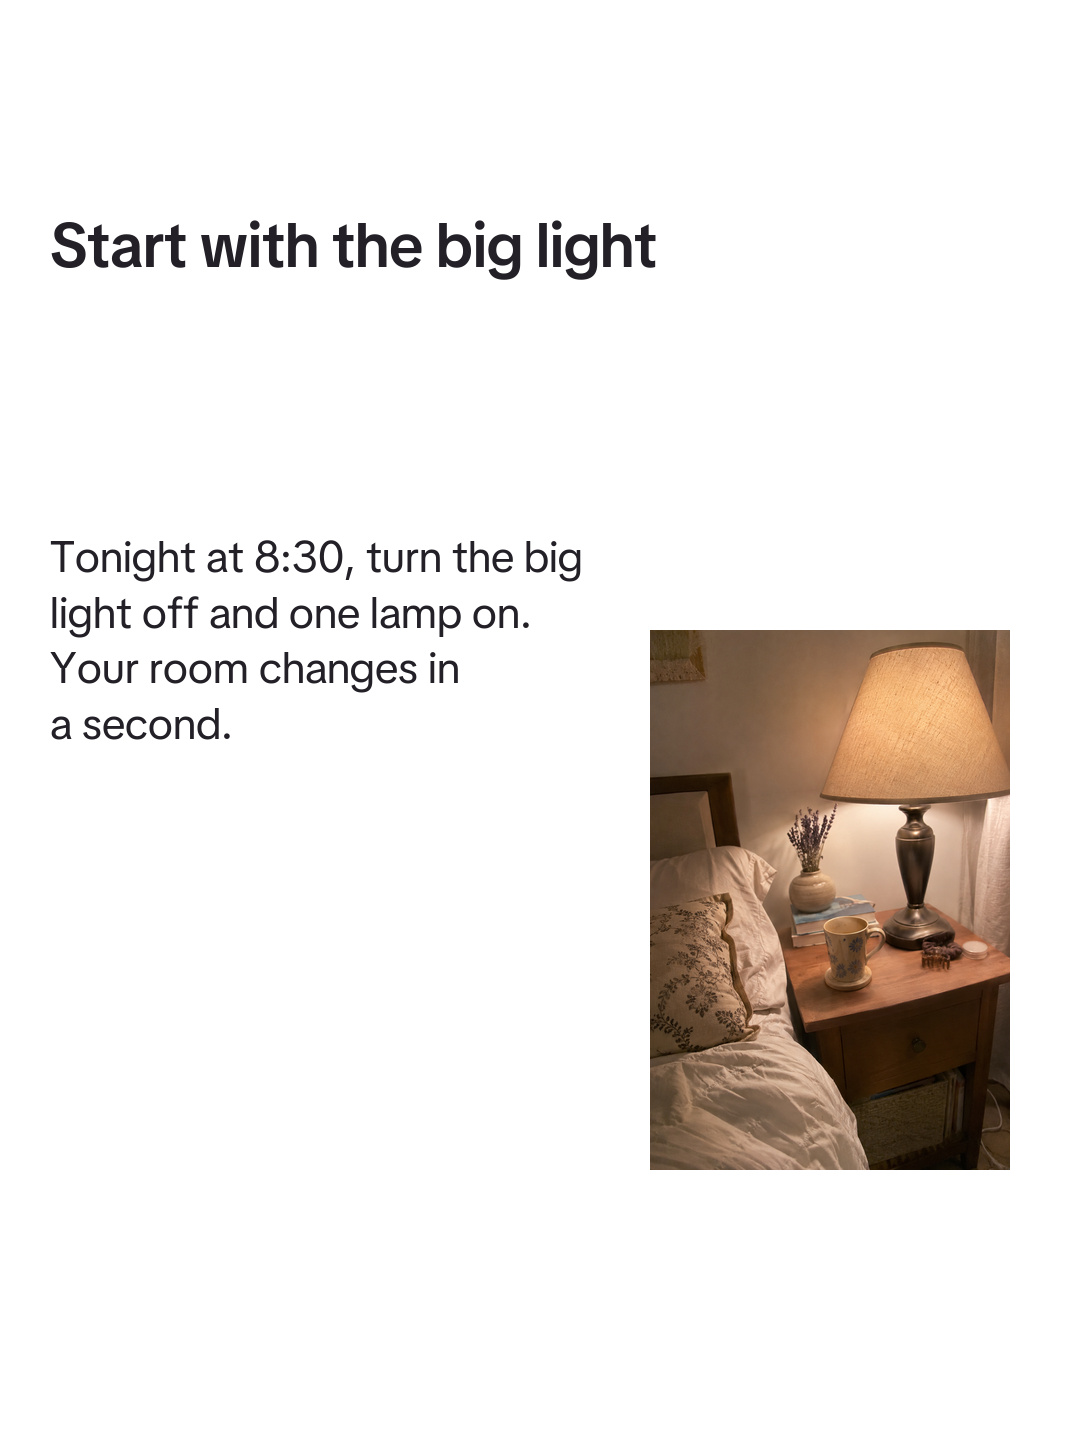 Start with the big light
Tonight at 8:30, turn the big
light off and one lamp on.
Your room changes in
a second.